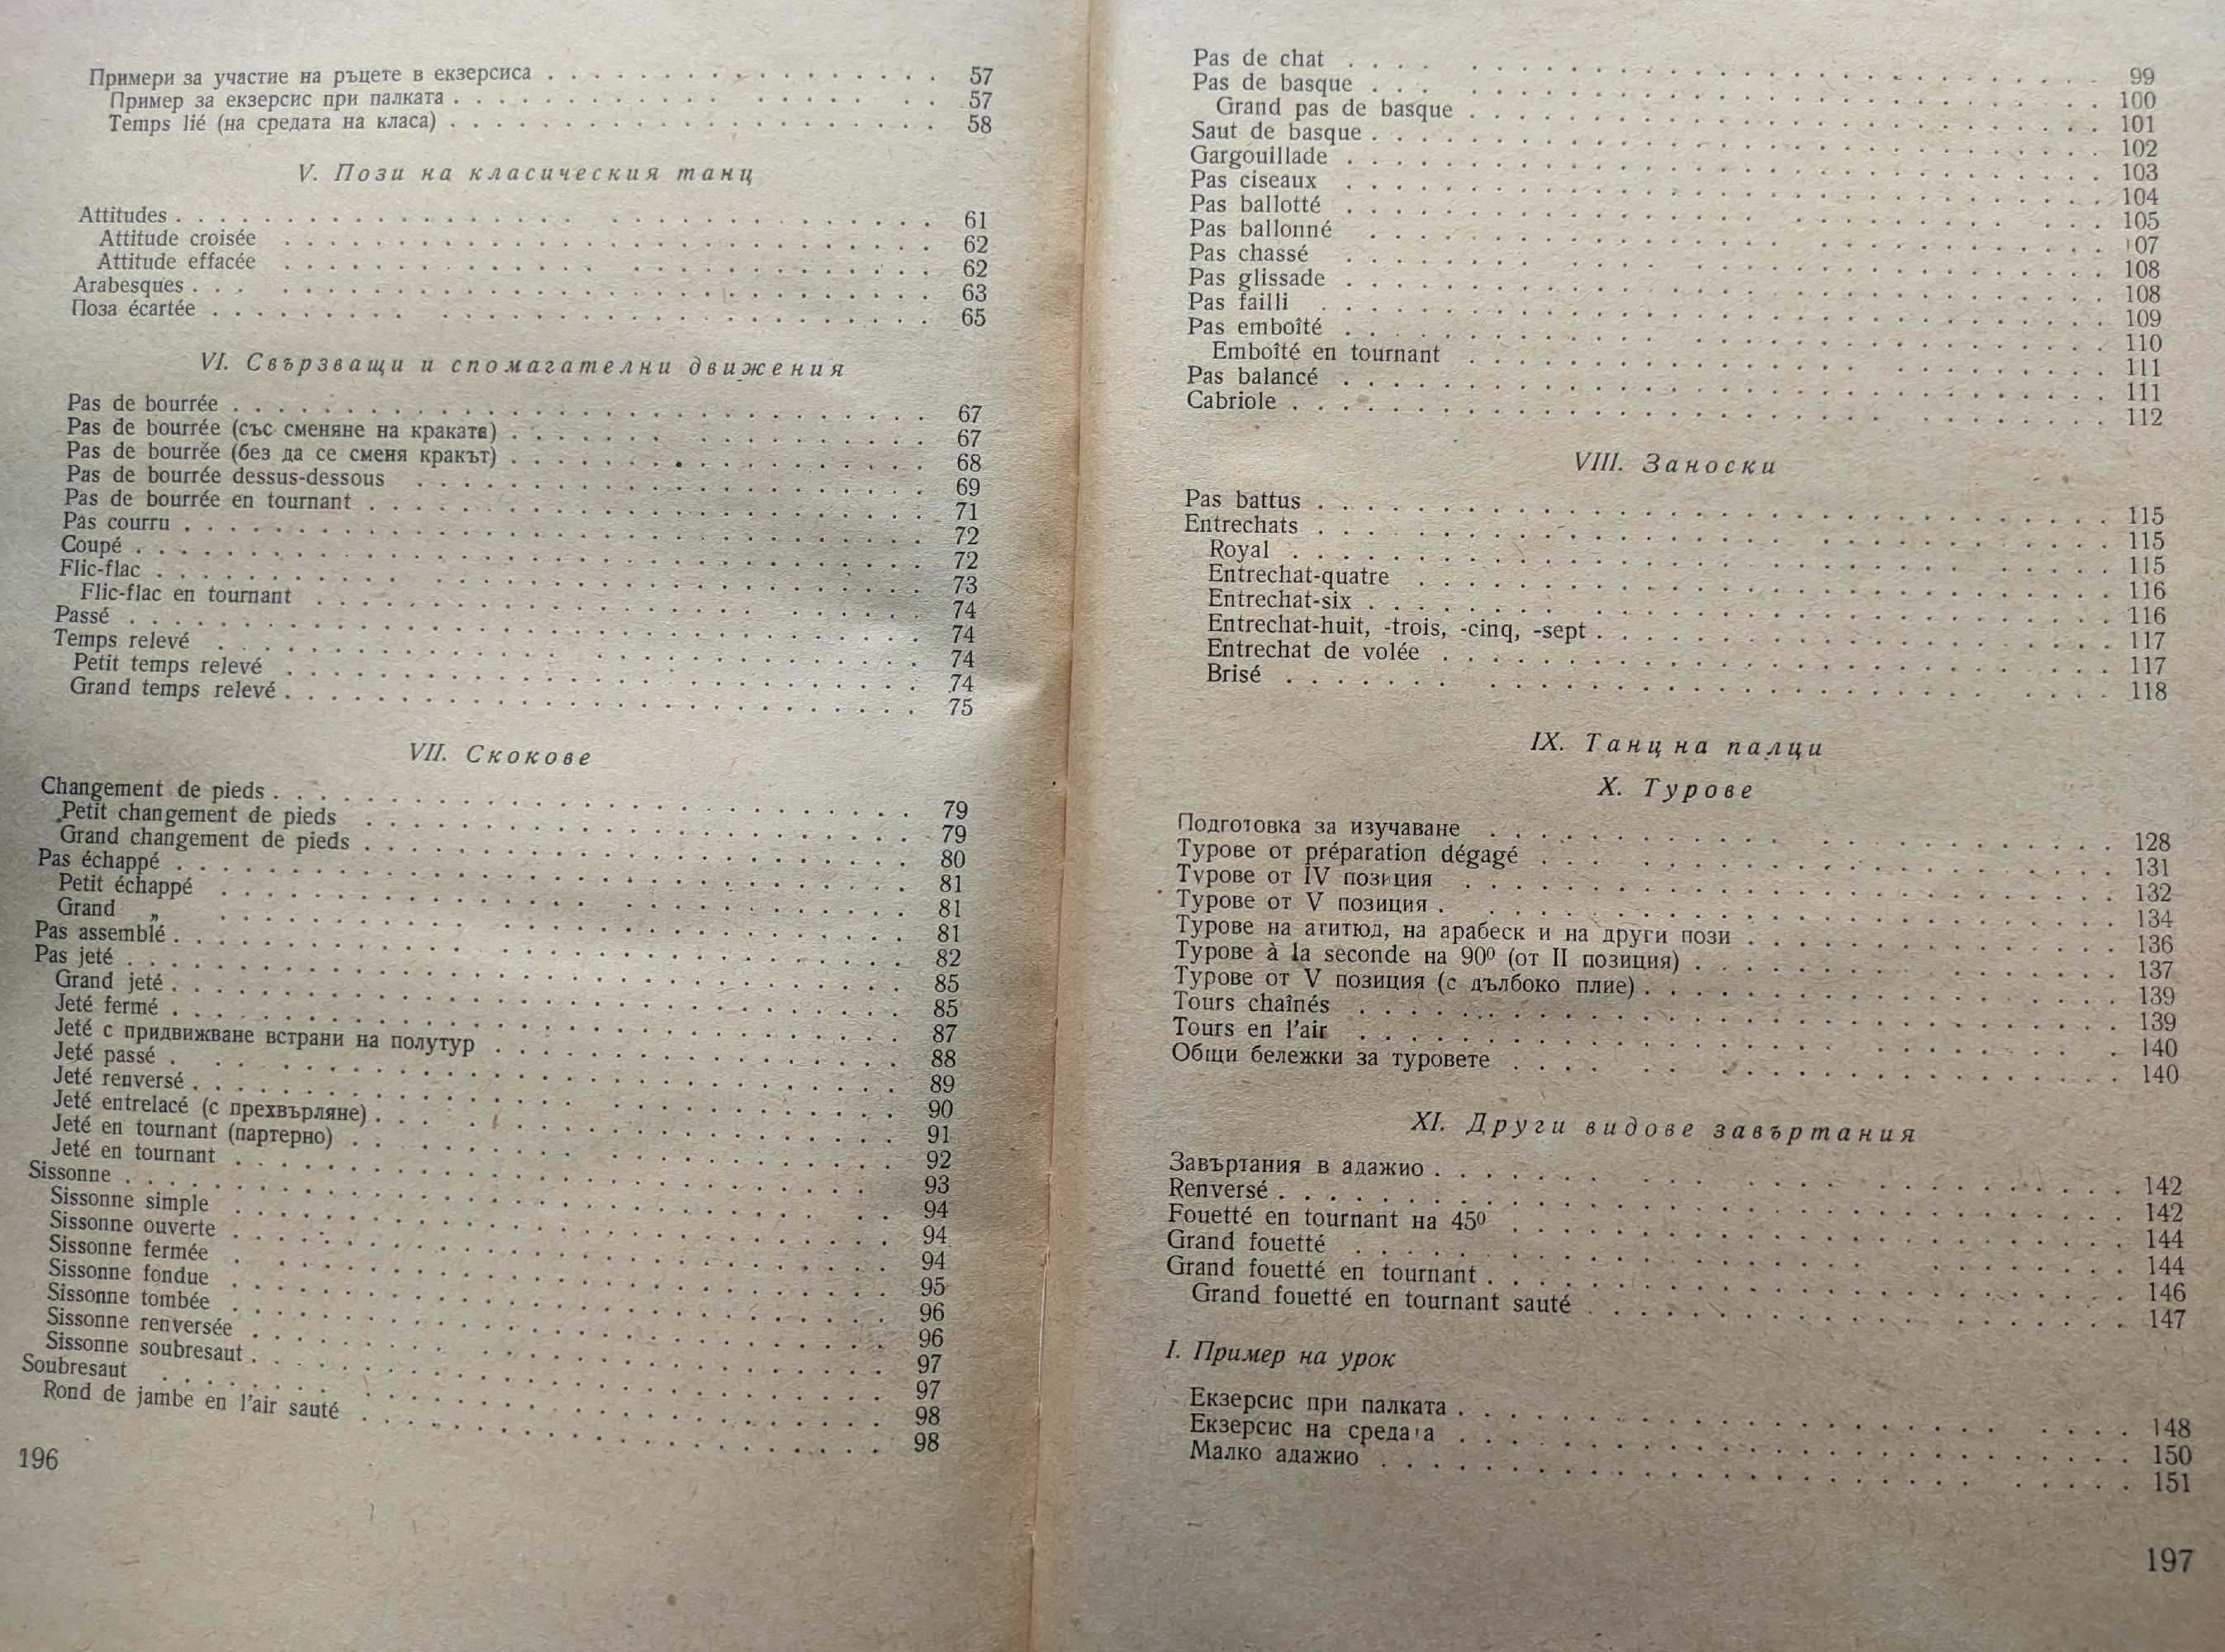 Примери за участие на ръцете в екзерсиса . . . . . . . . . . 57
Пример за екзерсис при палката . . . . . . . . . . 57
Temps lié (на средата на класа) . . . . . . . . . . 58
V. Пози на класическия танц
Attitudes . . . . . . . . . . 61
Attitude croisée . . . . . . . . . . 62
Attitude effacée . . . . . . . . . . 62
Arabesques . . . . . . . . . . 63
Поза écartée . . . . . . . . . . 65
VI. Свързващи и спомагателни движения
Pas de bourrée . . . . . . . . . . 67
Pas de bourrée (със сменяне на краката) . . . . . . . . . . 67
Pas de bourrée (без да се сменя кракът) . . . . . . . . . . 68
Pas de bourrée dessus-dessous . . . . . . . . . . 69
Pas de bourrée en tournant . . . . . . . . . . 71
Pas courru . . . . . . . . . . 72
Coupé . . . . . . . . . . 72
Flic-flac . . . . . . . . . . 73
Flic-flac en tournant . . . . . . . . . . 74
Passé . . . . . . . . . . 74
Temps relevé . . . . . . . . . . 74
Petit temps relevé . . . . . . . . . . 74
Grand temps relevé . . . . . . . . . . 75
VII. Скокове
Changement de pieds . . . . . . . . . . 79
Petit changement de pieds . . . . . . . . . . 79
Grand changement de pieds . . . . . . . . . . 80
Pas échappé . . . . . . . . . . 81
Petit échappé . . . . . . . . . . 81
Grand „ . . . . . . . . . . 81
Pas assemblé . . . . . . . . . . 82
Pas jeté . . . . . . . . . . 85
Grand jeté . . . . . . . . . . 85
Jeté fermé . . . . . . . . . . 87
Jeté с придвижване встрани на полутур . . . . . . . . . . 88
Jeté passé . . . . . . . . . . 89
Jeté renversé . . . . . . . . . . 90
Jeté entrelacé (с прехвърляне) . . . . . . . . . . 91
Jeté en tournant (партерно) . . . . . . . . . . 92
Jeté en tournant . . . . . . . . . . 93
Sissonne . . . . . . . . . . 94
Sissonne simple . . . . . . . . . . 94
Sissonne ouverte . . . . . . . . . . 94
Sissonne fermée . . . . . . . . . . 95
Sissonne fondue . . . . . . . . . . 96
Sissonne tombée . . . . . . . . . . 96
Sissonne renversée . . . . . . . . . . 97
Sissonne soubresaut . . . . . . . . . . 97
Soubresaut . . . . . . . . . . 98
Rond de jambe en l'air sauté . . . . . . . . . . 98
196
Pas de chat . . . . . . . . . . 99
Pas de basque . . . . . . . . . . 100
Grand pas de basque . . . . . . . . . . 101
Saut de basque . . . . . . . . . . 102
Gargouillade . . . . . . . . . . 103
Pas ciseaux . . . . . . . . . . 104
Pas ballotté . . . . . . . . . . 105
Pas ballonné . . . . . . . . . . 107
Pas chassé . . . . . . . . . . 108
Pas glissade . . . . . . . . . . 108
Pas failli . . . . . . . . . . 109
Pas emboîté . . . . . . . . . . 110
Emboîté en tournant . . . . . . . . . . 111
Pas balancé . . . . . . . . . . 111
Cabriole . . . . . . . . . . 112
VIII. Заноски
Pas battus . . . . . . . . . . 115
Entrechats . . . . . . . . . . 115
Royal . . . . . . . . . . 115
Entrechat-quatre . . . . . . . . . . 116
Entrechat-six . . . . . . . . . . 116
Entrechat-huit, -trois, -cinq, -sept . . . . . . . . . . 117
Entrechat de volée . . . . . . . . . . 117
Brisé . . . . . . . . . . 118
IX. Танц на палци
X. Турове
Подготовка за изучаване . . . . . . . . . . 128
Турове от préparation dégagé . . . . . . . . . . 131
Турове от IV позиция . . . . . . . . . . 132
Турове от V позиция . . . . . . . . . . 134
Турове на атитюд, на арабеск и на други пози . . . . . . . . . . 136
Турове à la seconde на 90º (от II позиция) . . . . . . . . . . 137
Турове от V позиция (с дълбоко плие) . . . . . . . . . . 139
Tours chaînés . . . . . . . . . . 139
Tours en l'air . . . . . . . . . . 140
Общи бележки за туровете . . . . . . . . . . 140
XI. Други видове завъртания
Завъртания в адажио . . . . . . . . . . 142
Renversé . . . . . . . . . . 142
Fouetté en tournant на 45º . . . . . . . . . . 144
Grand fouetté . . . . . . . . . . 144
Grand fouetté en tournant . . . . . . . . . . 146
Grand fouetté en tournant sauté . . . . . . . . . . 147
I. Пример на урок
Екзерсис при палката . . . . . . . . . . 148
Екзерсис на средата . . . . . . . . . . 150
Малко адажио . . . . . . . . . . 151
197